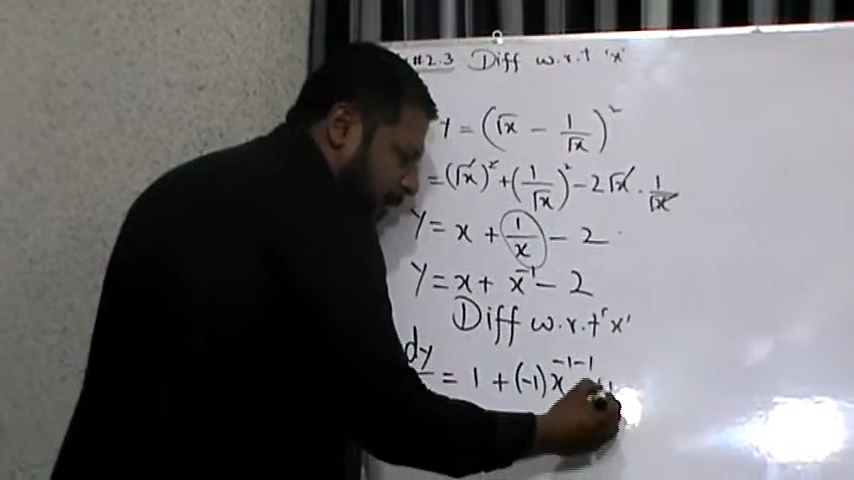 #2.3 Diff w.r.t 'x'
Y = (√x - 1/√x)²
= (√x)² + (1/√x)² - 2√x · 1/√x
Y = x + 1/x - 2
Y = x + x⁻¹ - 2
Diff w.r.t 'x'
dy = 1 + (-1)x⁻¹⁻¹